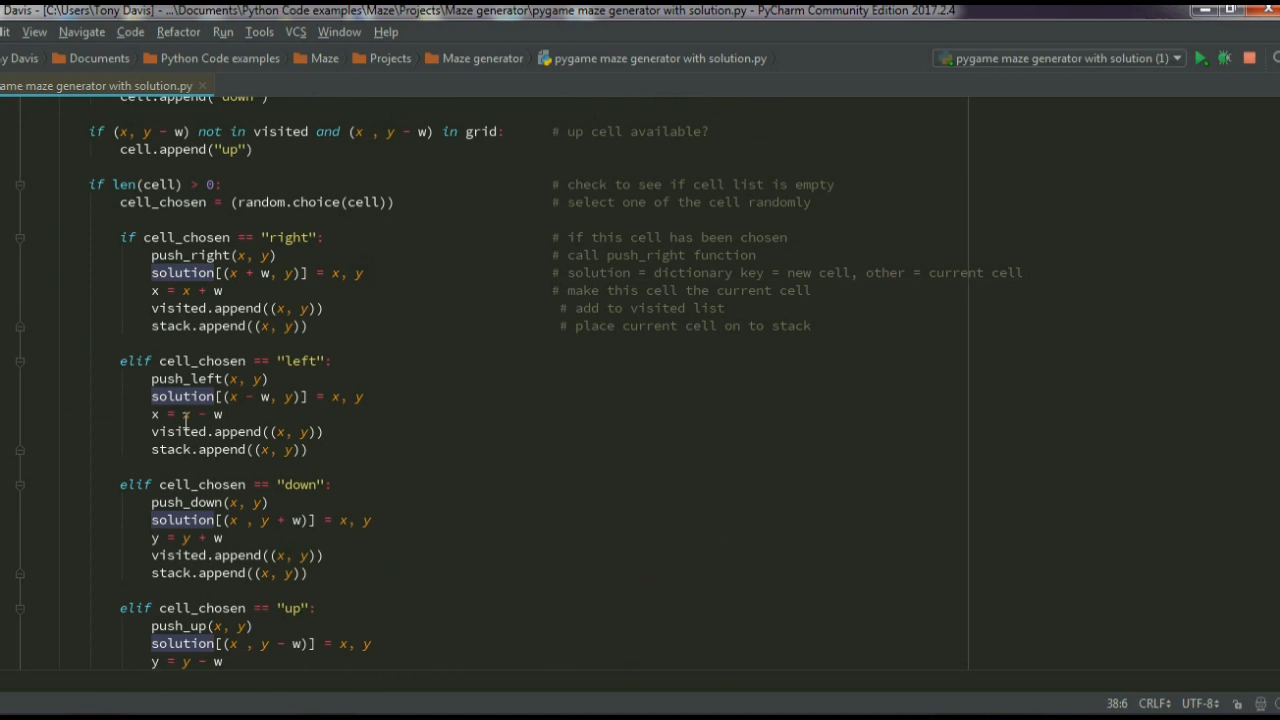 Davis - [C:\Users\Tony Davis] - ...\Documents\Python Code examples\Maze\Projects\Maze generator\pygame maze generator with solution.py - PyCharm Community Edition 2017.2.4
it View Navigate Code Refactor Run Tools VCS Window Help
y Davis Documents Python Code examples Maze Projects Maze generator pygame maze generator with solution.py pygame maze generator with solution (1)
ame maze generator with solution.py ×
cell.append("down")
if (x, y - w) not in visited and (x , y - w) in grid: # up cell available?
cell.append("up")
if len(cell) > 0: # check to see if cell list is empty
cell_chosen = (random.choice(cell)) # select one of the cell randomly
if cell_chosen == "right": # if this cell has been chosen
push_right(x, y) # call push_right function
solution[(x + w, y)] = x, y # solution = dictionary key = new cell, other = current cell
x = x + w # make this cell the current cell
visited.append((x, y)) # add to visited list
stack.append((x, y)) # place current cell on to stack
elif cell_chosen == "left":
push_left(x, y)
solution[(x - w, y)] = x, y
x = x - w
visited.append((x, y))
stack.append((x, y))
elif cell_chosen == "down":
push_down(x, y)
solution[(x , y + w)] = x, y
y = y + w
visited.append((x, y))
stack.append((x, y))
elif cell_chosen == "up":
push_up(x, y)
solution[(x , y - w)] = x, y
y = y - w
38:6 CRLF UTF-8